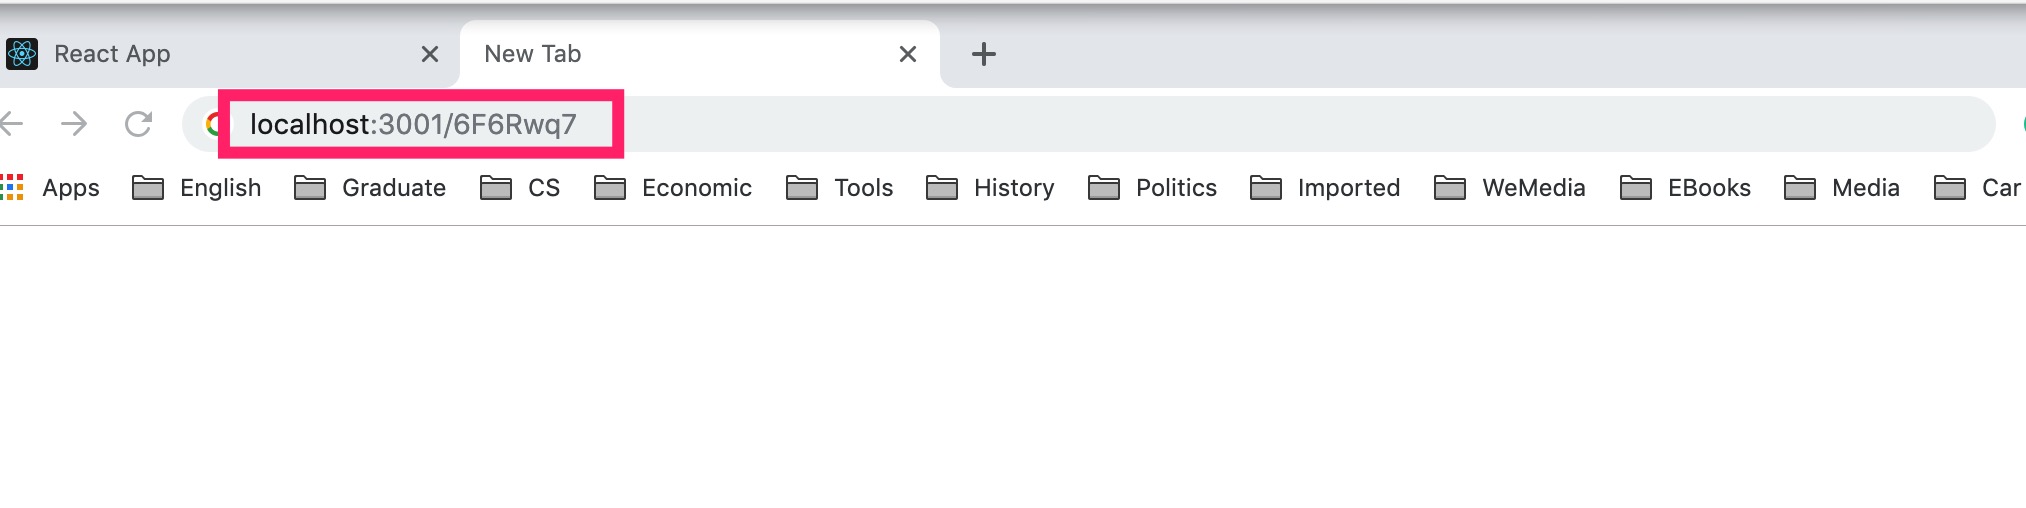 React App New Tab
localhost:3001/6F6Rwq7
Apps English Graduate CS Economic Tools History Politics Imported WeMedia EBooks Media Car